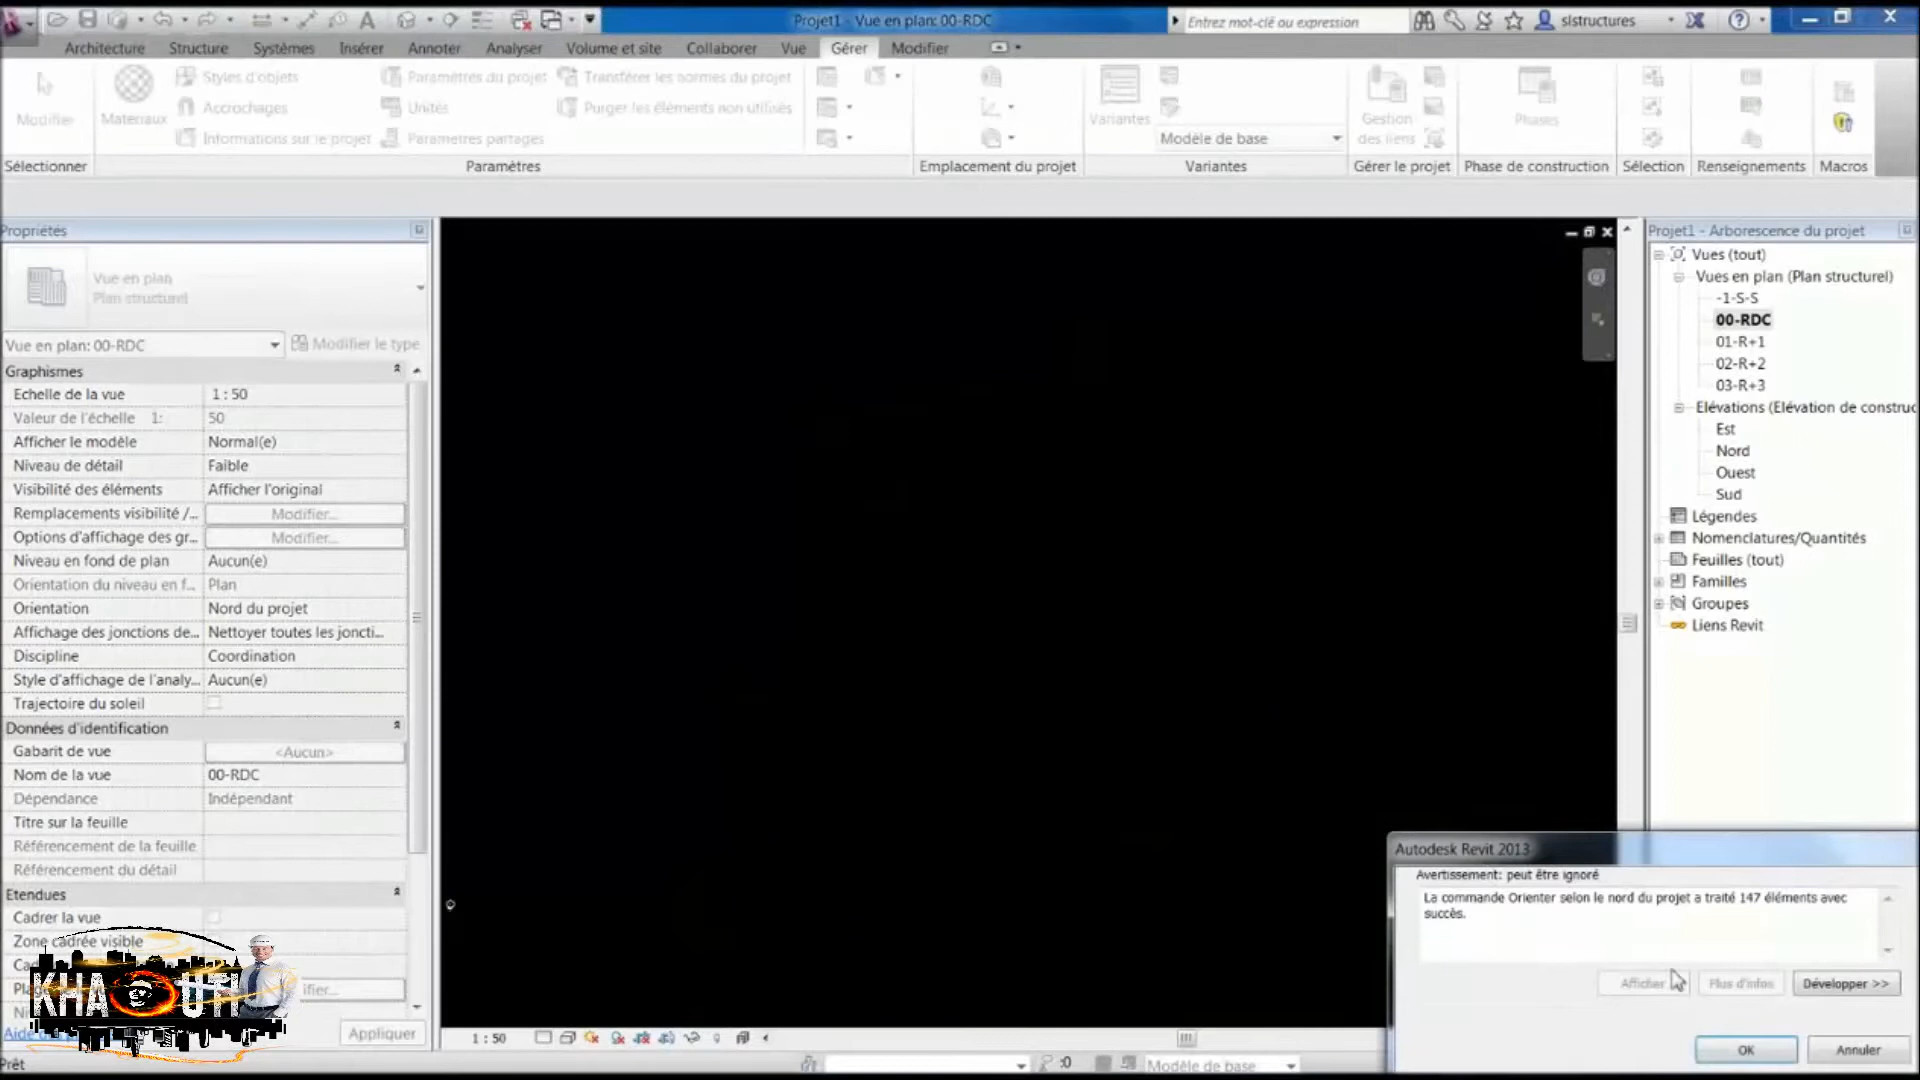 Projet1 - Vue en plan: 00-RDC
Entrez mot-clé ou expression
slstructures
Architecture Structure Systèmes Insérer Annoter Analyser Volume et site Collaborer Vue Gérer Modifier
Modifier
Matériaux
Styles d'objets
Accrochages
Informations sur le projet
Paramètres du projet
Unités
Paramètres partagés
Transférer les normes du projet
Purger les éléments non utilisés
Variantes
Modèle de base
Gestion
des liens
Phases
Sélectionner Paramètres Emplacement du projet Variantes Gérer le projet Phase de construction Sélection Renseignements Macros
Propriétés
Vue en plan
Plan structurel
Vue en plan: 00-RDC Modifier le type
Graphismes
Echelle de la vue 1 : 50
Valeur de l'échelle 1: 50
Afficher le modèle Normal(e)
Niveau de détail Faible
Visibilité des éléments Afficher l'original
Remplacements visibilité /... Modifier...
Options d'affichage des gr... Modifier...
Niveau en fond de plan Aucun(e)
Orientation du niveau en f... Plan
Orientation Nord du projet
Affichage des jonctions de... Nettoyer toutes les joncti...
Discipline Coordination
Style d'affichage de l'analy... Aucun(e)
Trajectoire du soleil
Données d'identification
Gabarit de vue <Aucun>
Nom de la vue 00-RDC
Dépendance Indépendant
Titre sur la feuille
Référencement de la feuille
Référencement du détail
Etendues
Cadrer la vue
Zone cadrée visible
KHAOUTI
Appliquer
Prêt
1 : 50
:0
Modèle de base
Projet1 - Arborescence du projet
Vues (tout)
Vues en plan (Plan structurel)
-1-S-S
00-RDC
01-R+1
02-R+2
03-R+3
Elévations (Elévation de construc
Est
Nord
Ouest
Sud
Légendes
Nomenclatures/Quantités
Feuilles (tout)
Familles
Groupes
Liens Revit
Autodesk Revit 2013
Avertissement: peut être ignoré
La commande Orienter selon le nord du projet a traité 147 éléments avec
succès.
Afficher Plus d'infos Développer >>
OK Annuler